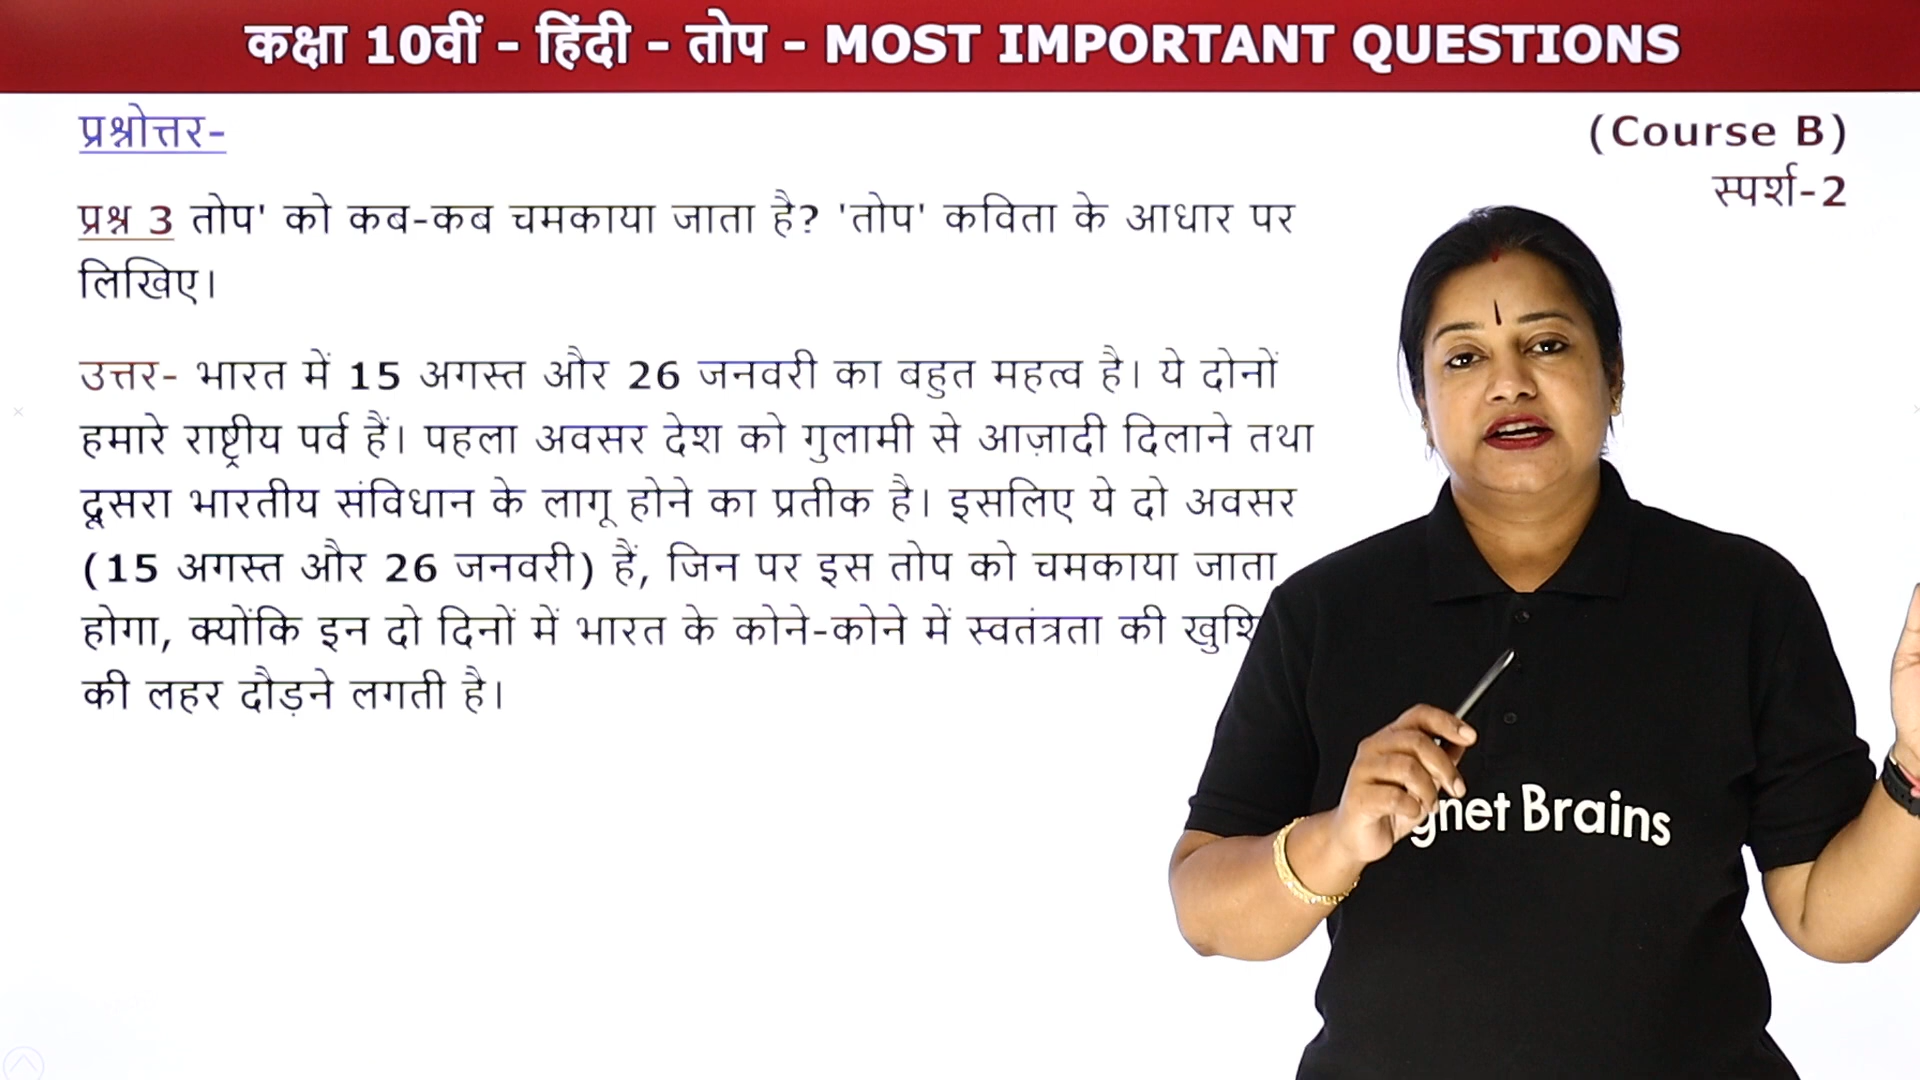 कक्षा 10वीं - हिंदी - तोप - MOST IMPORTANT QUESTIONS
प्रश्नोत्तर-
(Course B)
स्पर्श-2
प्रश्न 3 तोप' को कब-कब चमकाया जाता है? 'तोप' कविता के आधार पर
लिखिए।
उत्तर- भारत में 15 अगस्त और 26 जनवरी का बहुत महत्व है। ये दोनों
हमारे राष्ट्रीय पर्व हैं। पहला अवसर देश को गुलामी से आज़ादी दिलाने तथा
दूसरा भारतीय संविधान के लागू होने का प्रतीक है। इसलिए ये दो अवसर
(15 अगस्त और 26 जनवरी) हैं, जिन पर इस तोप को चमकाया जाता
होगा, क्योंकि इन दो दिनों में भारत के कोने-कोने में स्वतंत्रता की
की लहर दौड़ने लगती है।
Brains